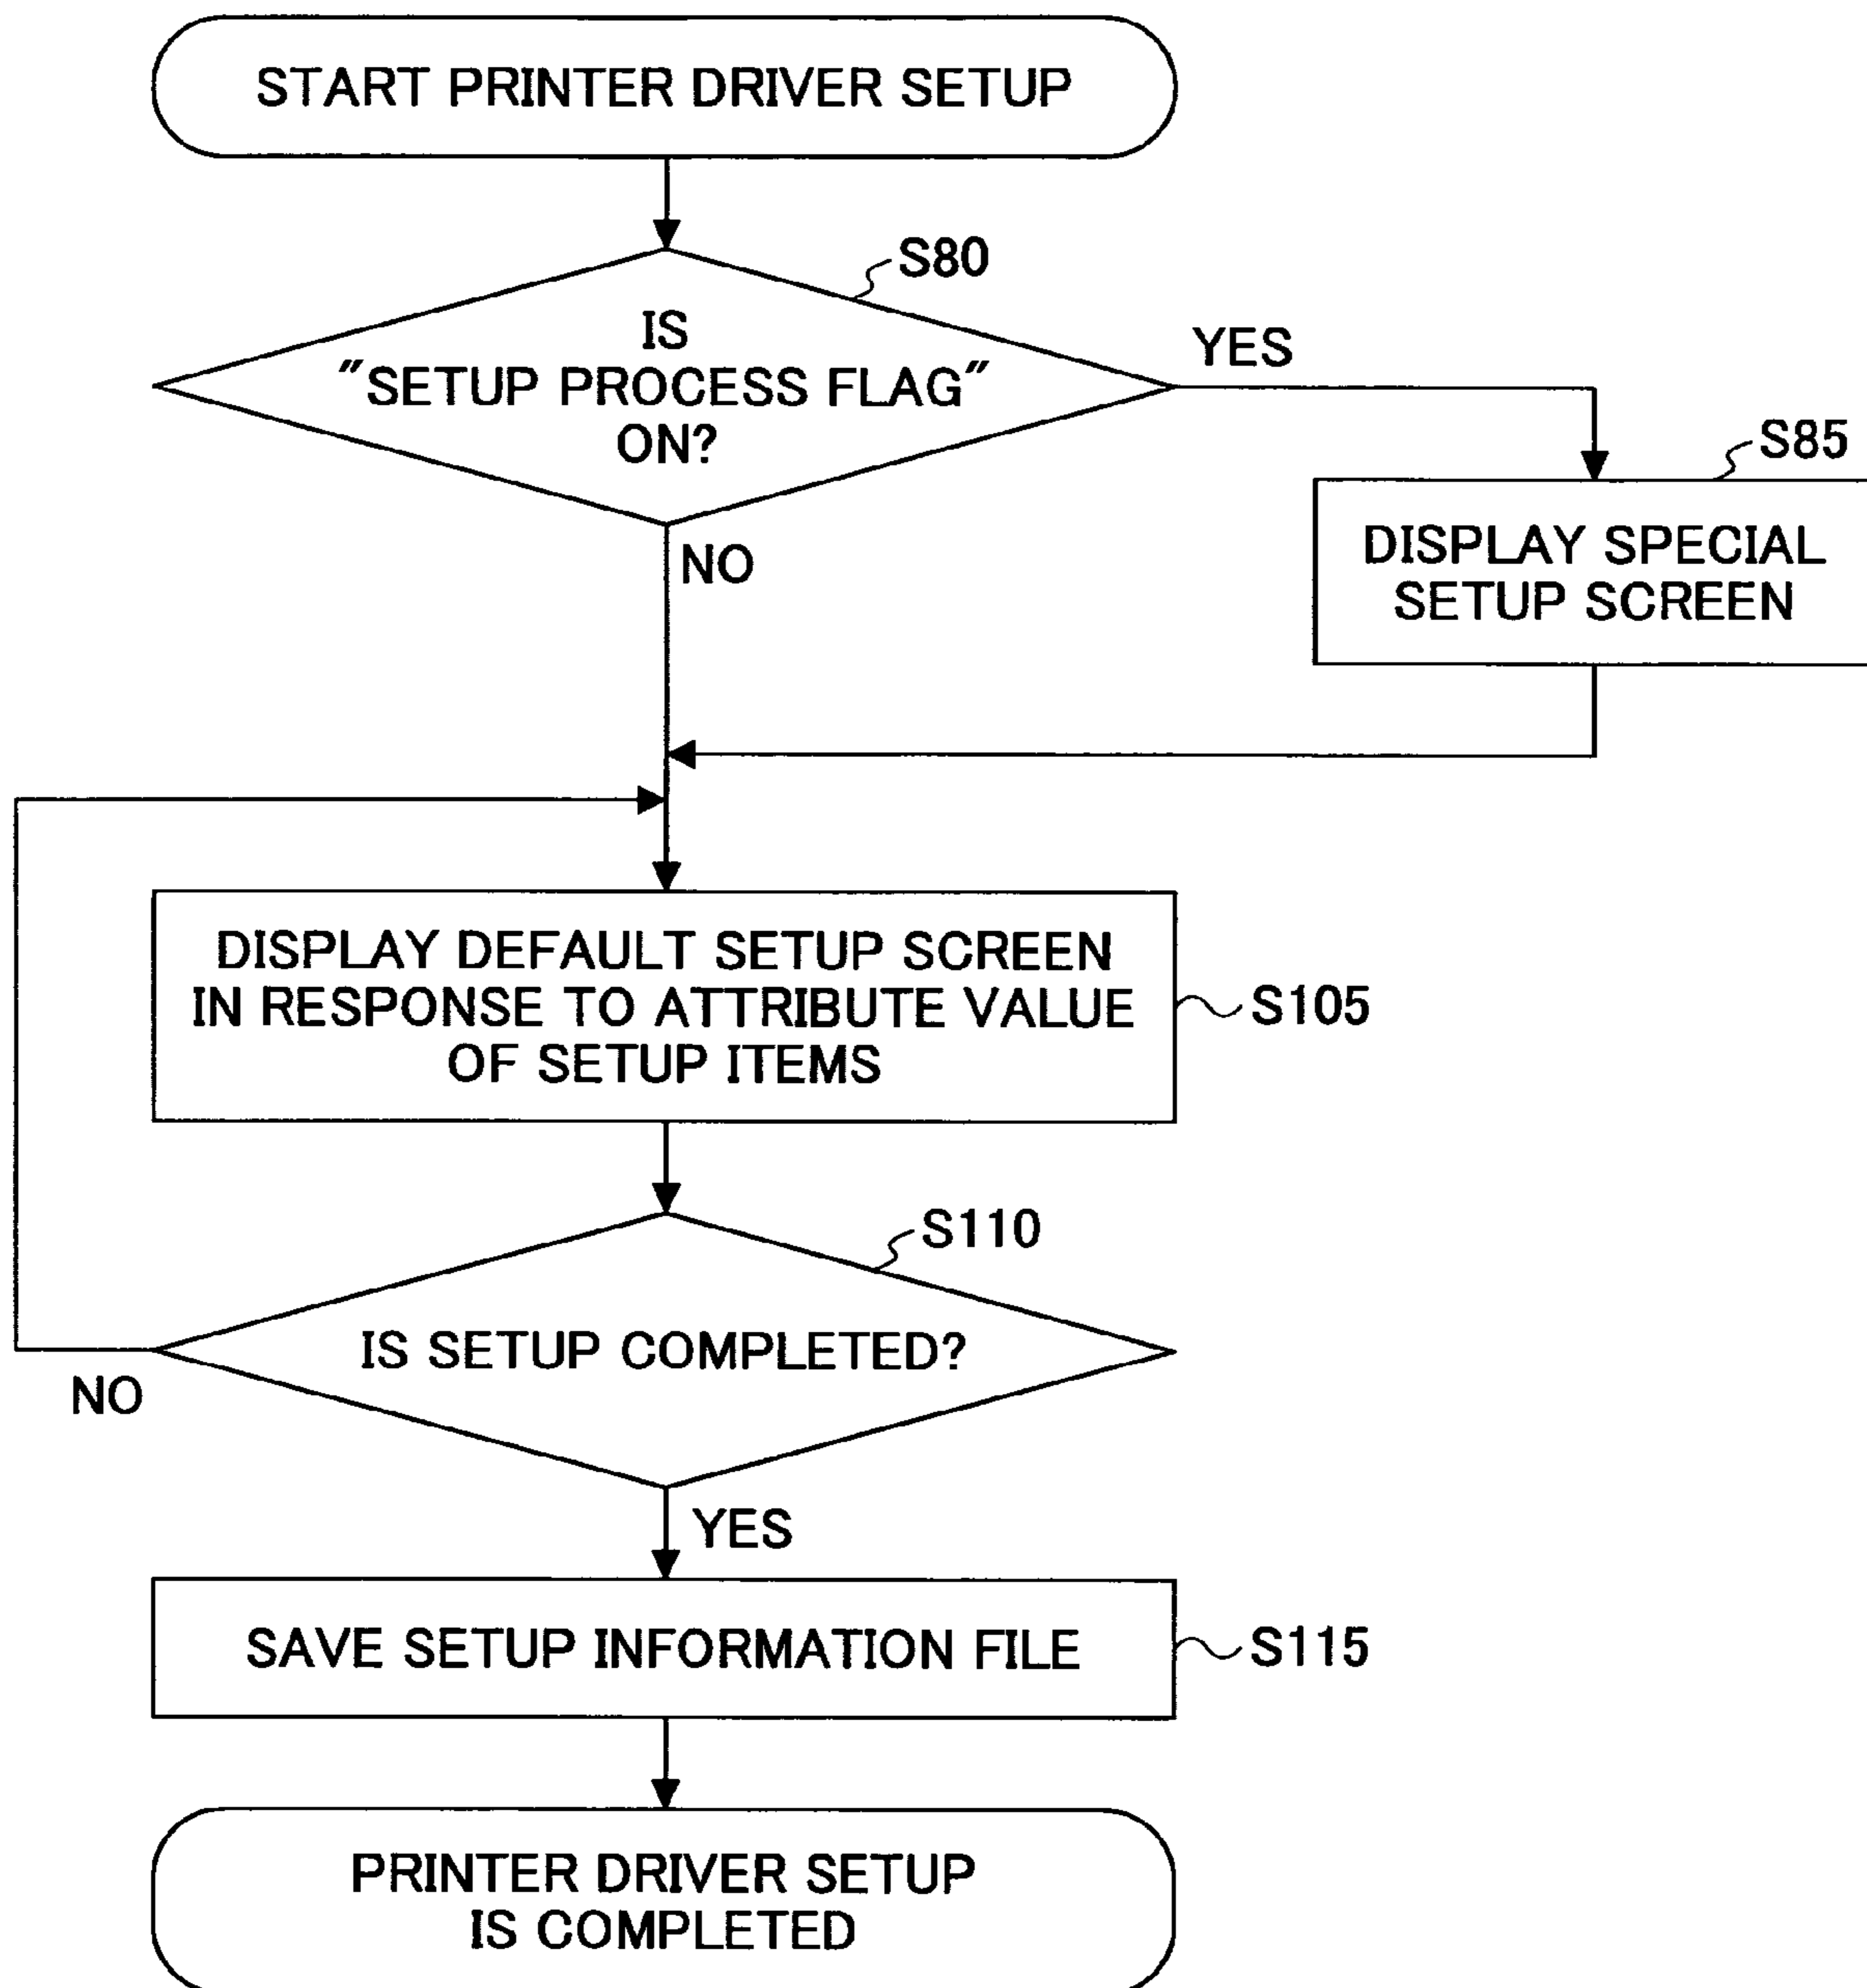 START PRINTER DRIVER SETUP
S80
IS
"SETUP PROCESS FLAG"
ON?
YES
NO
S85
DISPLAY SPECIAL
SETUP SCREEN
DISPLAY DEFAULT SETUP SCREEN
IN RESPONSE TO ATTRIBUTE VALUE
OF SETUP ITEMS
S105
S110
IS SETUP COMPLETED?
NO
YES
SAVE SETUP INFORMATION FILE
S115
PRINTER DRIVER SETUP
IS COMPLETED